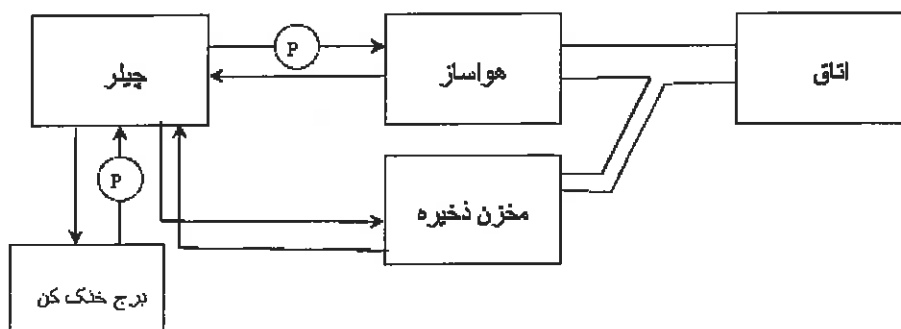 چیلر
P
هواساز
اتاق
P
مخزن ذخیره
برج خنک کن